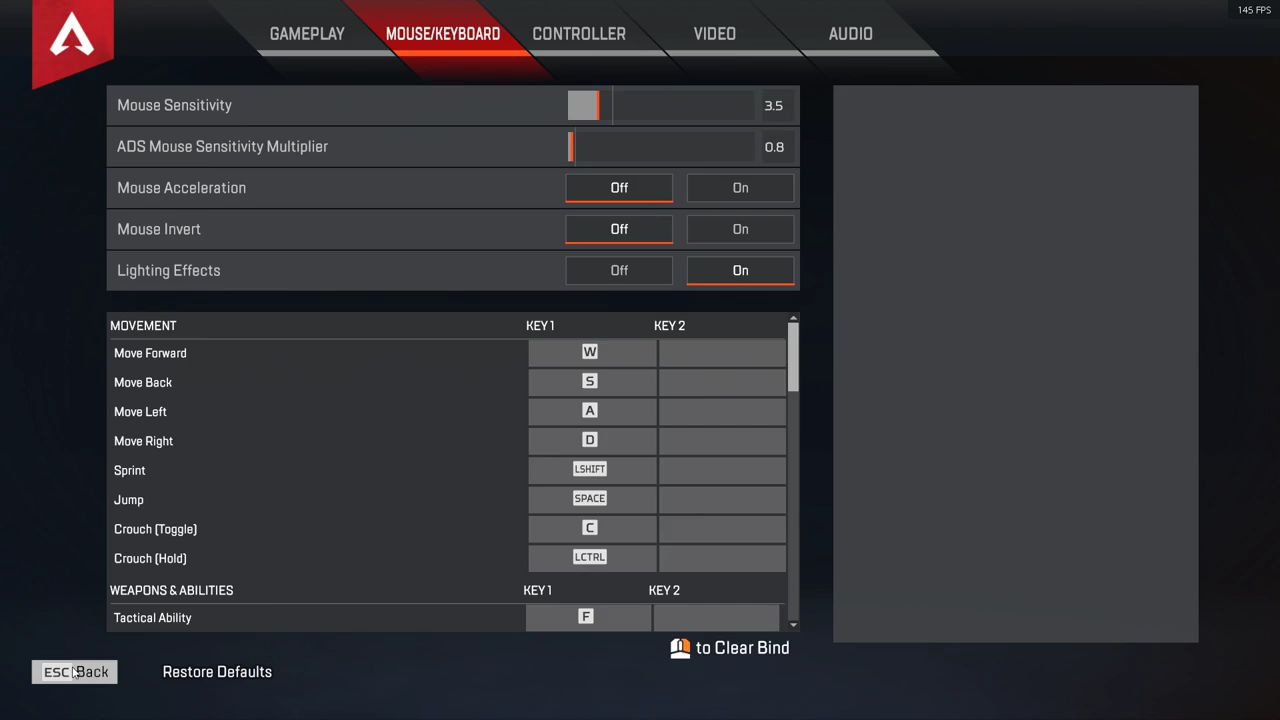 145 FPS
GAMEPLAY MOUSE/KEYBOARD CONTROLLER VIDEO AUDIO
Mouse Sensitivity 3.5
ADS Mouse Sensitivity Multiplier 0.8
Mouse Acceleration Off On
Mouse Invert Off On
Lighting Effects Off On
MOVEMENT KEY 1 KEY 2
Move Forward W
Move Back S
Move Left A
Move Right D
Sprint LSHIFT
Jump SPACE
Crouch (Toggle) C
Crouch (Hold) LCTRL
WEAPONS & ABILITIES KEY 1 KEY 2
Tactical Ability F
to Clear Bind
ESC Back Restore Defaults